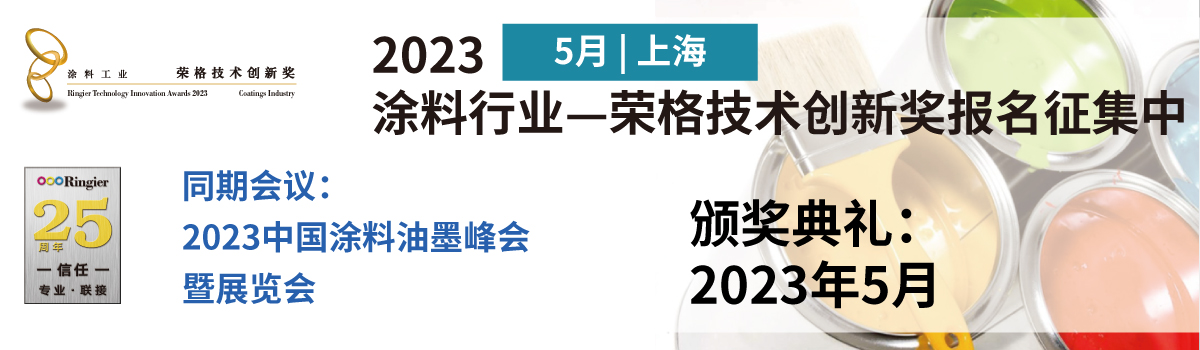 涂料工业 荣格技术创新奖
Ringier Technology Innovation Awards 2023 Coatings Industry
2023 5月 | 上海
涂料行业—荣格技术创新奖报名征集中
Ringier
25
周年
信任
专业·联接
同期会议：
2023中国涂料油墨峰会
暨展览会
颁奖典礼：
2023年5月